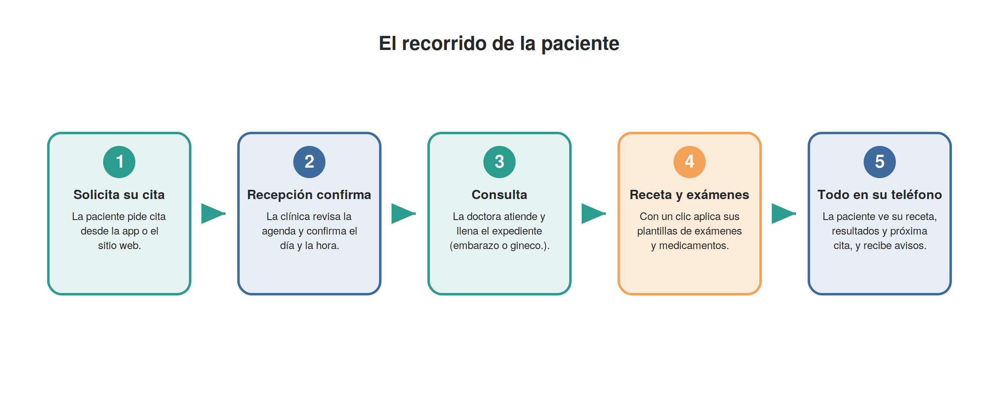 El recorrido de la paciente
1
Solicita su cita
La paciente pide cita
desde la app o el
sitio web.
2
Recepción confirma
La clínica revisa la
agenda y confirma el
día y la hora.
3
Consulta
La doctora atiende y
llena el expediente
(embarazo o gineco.).
4
Receta y exámenes
Con un clic aplica sus
plantillas de exámenes
y medicamentos.
5
Todo en su teléfono
La paciente ve su receta,
resultados y próxima
cita, y recibe avisos.